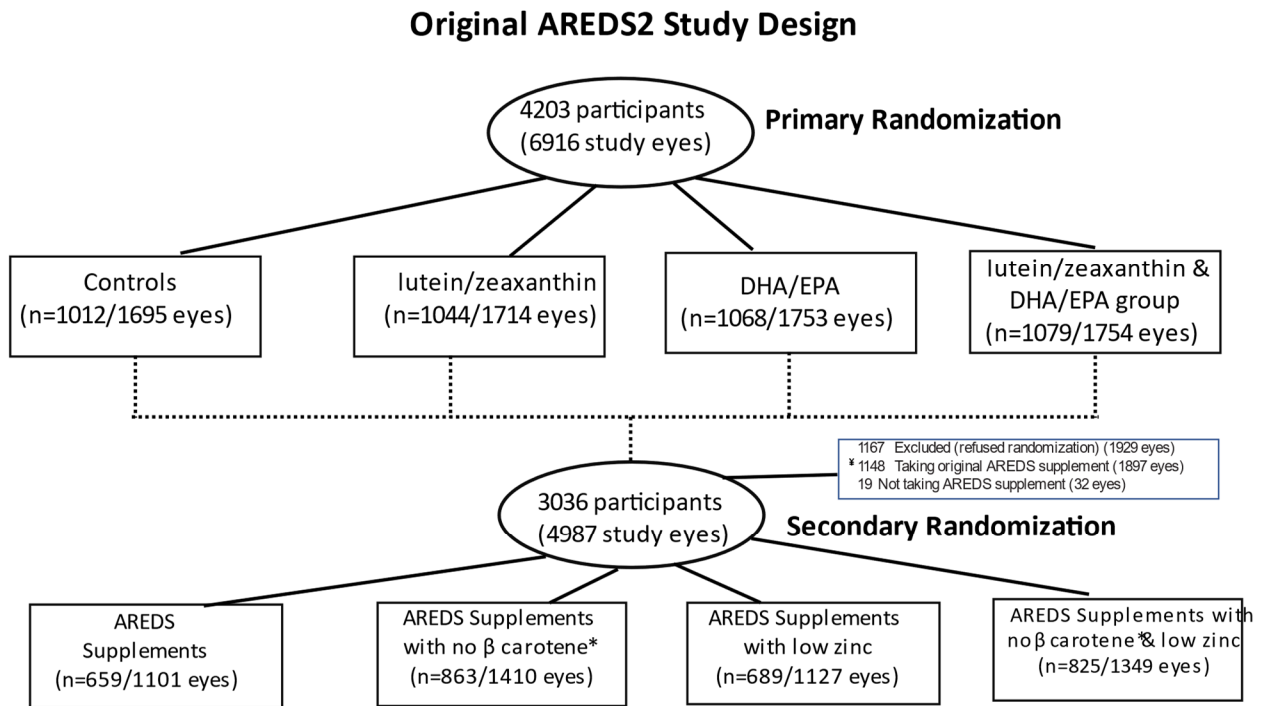 Original AREDS2 Study Design
4203 participants
(6916 study eyes)
Primary Randomization
Controls
(n=1012/1695 eyes)
lutein/zeaxanthin
(n=1044/1714 eyes)
DHA/EPA
(n=1068/1753 eyes)
lutein/zeaxanthin &
DHA/EPA group
(n=1079/1754 eyes)
1167 Excluded (refused randomization) (1929 eyes)
¥ 1148 Taking original AREDS supplement (1897 eyes)
19 Not taking AREDS supplement (32 eyes)
3036 participants
(4987 study eyes)
Secondary Randomization
AREDS
Supplements
(n=659/1101 eyes)
AREDS Supplements
with no β carotene*
(n=863/1410 eyes)
AREDS Supplements
with low zinc
(n=689/1127 eyes)
AREDS Supplements with
no β carotene*& low zinc
(n=825/1349 eyes)